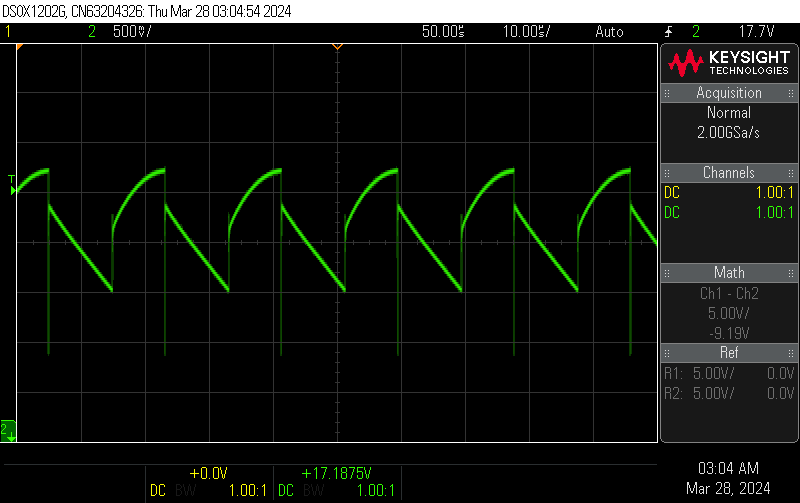 DSOX1202G, CN63204326: Thu Mar 28 03:04:54 2024
1 2 500mV/ 50.00us 10.00us/ Auto 2 17.7V
KEYSIGHT
TECHNOLOGIES
Acquisition
Normal
2.00GSa/s
Channels
DC 1.00:1
DC 1.00:1
Math
Ch1 - Ch2
5.00V/
-9.19V
Ref
R1: 5.00V/ 0.0V
R2: 5.00V/ 0.0V
T
2
+0.0V +17.1875V
DC BW 1.00:1 DC BW 1.00:1
03:04 AM
Mar 28, 2024